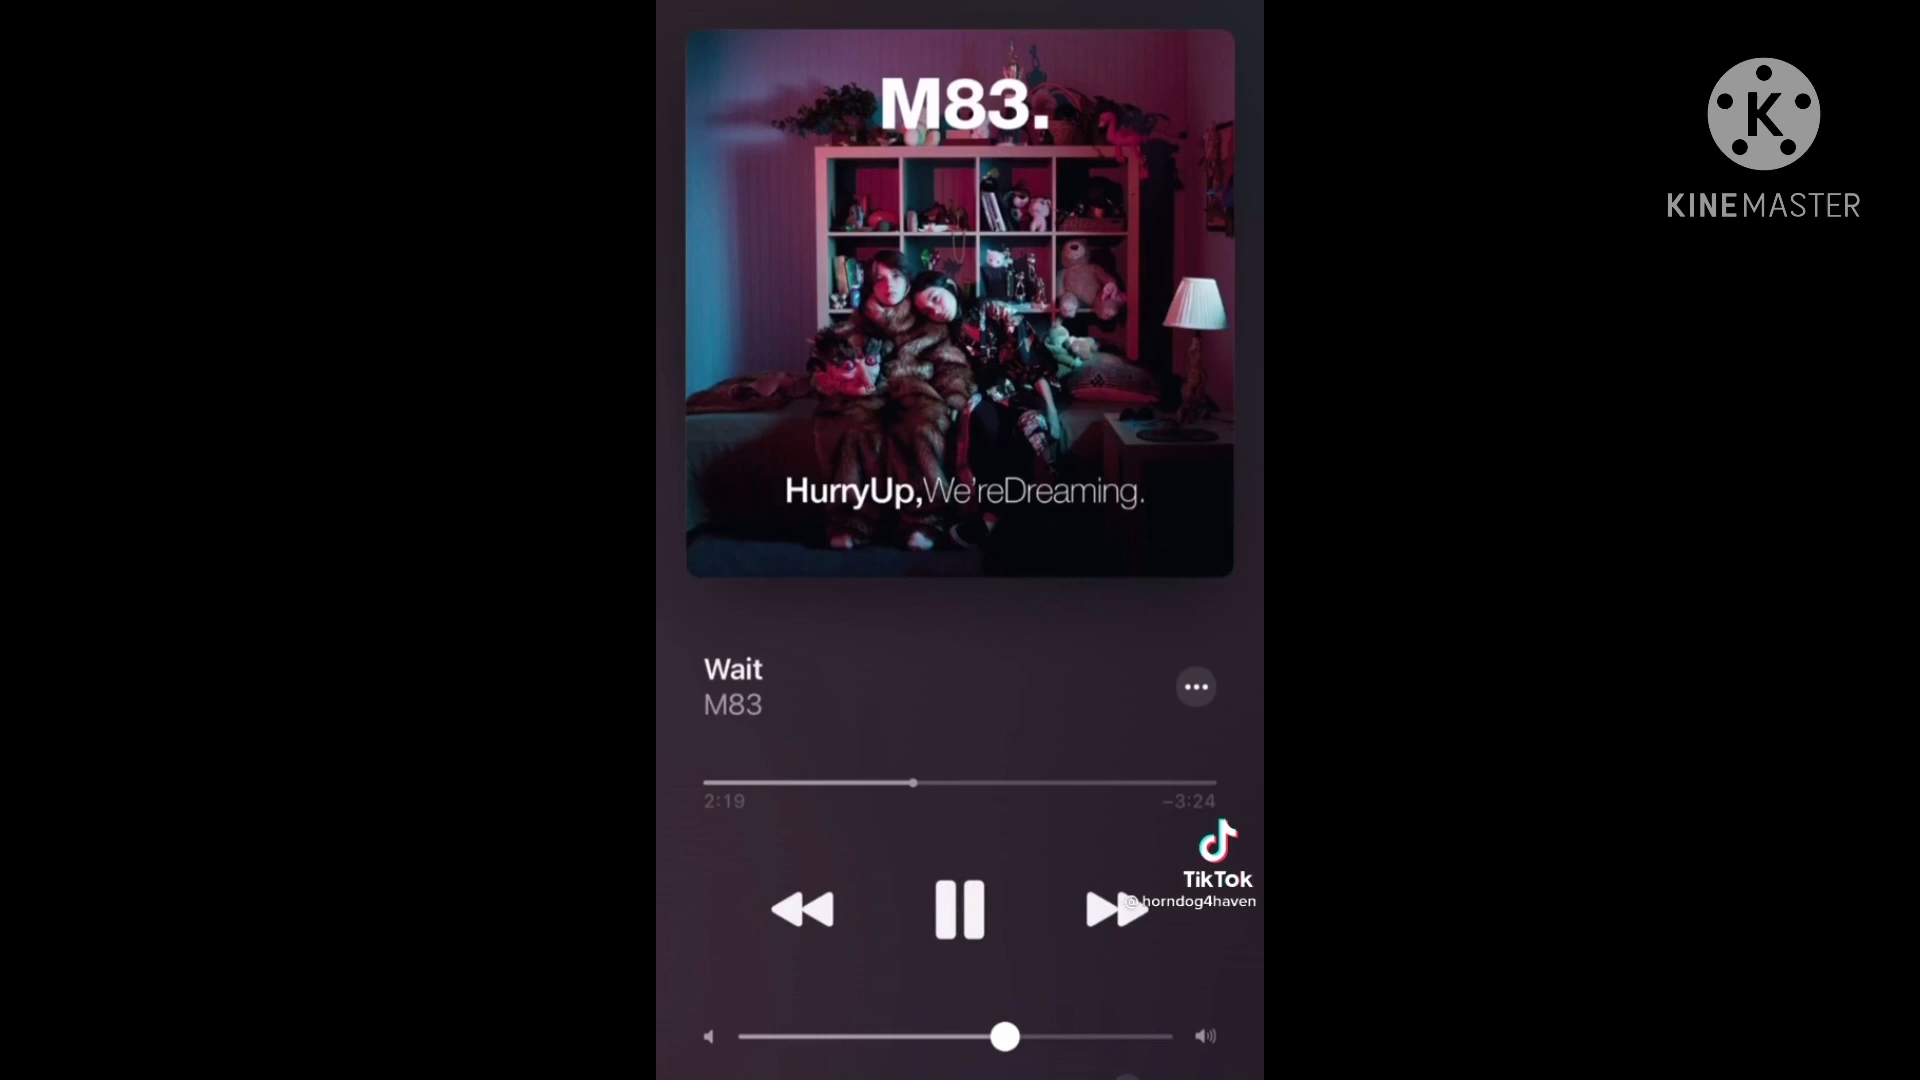 M83.
HurryUp,We'reDreaming.
Wait
M83
2:19
−3:24
TikTok
@horndog4haven
K
KINEMASTER